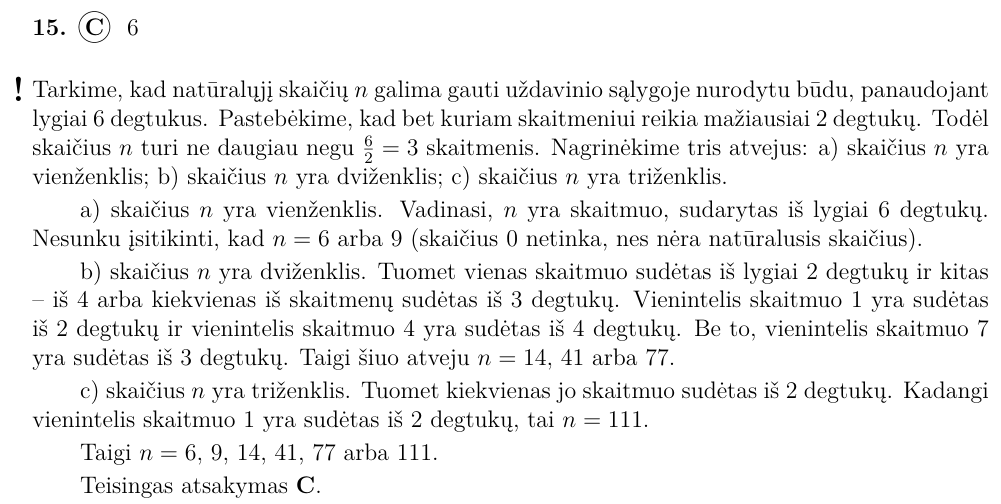 15. C 6
! Tarkime, kad natūralųjį skaičių n galima gauti uždavinio sąlygoje nurodytu būdu, panaudojant
lygiai 6 degtukus. Pastebėkime, kad bet kuriam skaitmeniui reikia mažiausiai 2 degtukų. Todėl
skaičius n turi ne daugiau negu 6/2 = 3 skaitmenis. Nagrinėkime tris atvejus: a) skaičius n yra
vienženklis; b) skaičius n yra dviženklis; c) skaičius n yra triženklis.
a) skaičius n yra vienženklis. Vadinasi, n yra skaitmuo, sudarytas iš lygiai 6 degtukų.
Nesunku įsitikinti, kad n = 6 arba 9 (skaičius 0 netinka, nes nėra natūralusis skaičius).
b) skaičius n yra dviženklis. Tuomet vienas skaitmuo sudėtas iš lygiai 2 degtukų ir kitas
– iš 4 arba kiekvienas iš skaitmenų sudėtas iš 3 degtukų. Vienintelis skaitmuo 1 yra sudėtas
iš 2 degtukų ir vienintelis skaitmuo 4 yra sudėtas iš 4 degtukų. Be to, vienintelis skaitmuo 7
yra sudėtas iš 3 degtukų. Taigi šiuo atveju n = 14, 41 arba 77.
c) skaičius n yra triženklis. Tuomet kiekvienas jo skaitmuo sudėtas iš 2 degtukų. Kadangi
vienintelis skaitmuo 1 yra sudėtas iš 2 degtukų, tai n = 111.
Taigi n = 6, 9, 14, 41, 77 arba 111.
Teisingas atsakymas C.